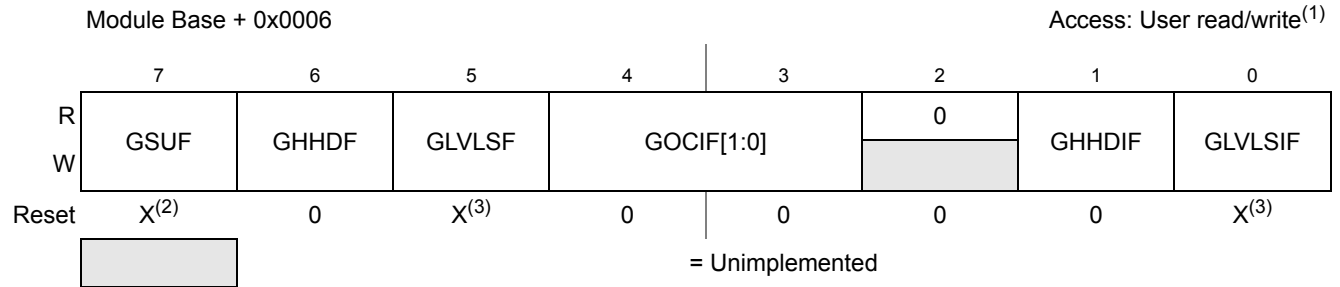 Module Base + 0x0006 Access: User read/write(1)
7 6 5 4 3 2 1 0
R GSUF GHHDF GLVLSF GOCIF[1:0] 0 GHHDIF GLVLSIF
W
Reset X(2) 0 X(3) 0 0 0 0 X(3)
= Unimplemented